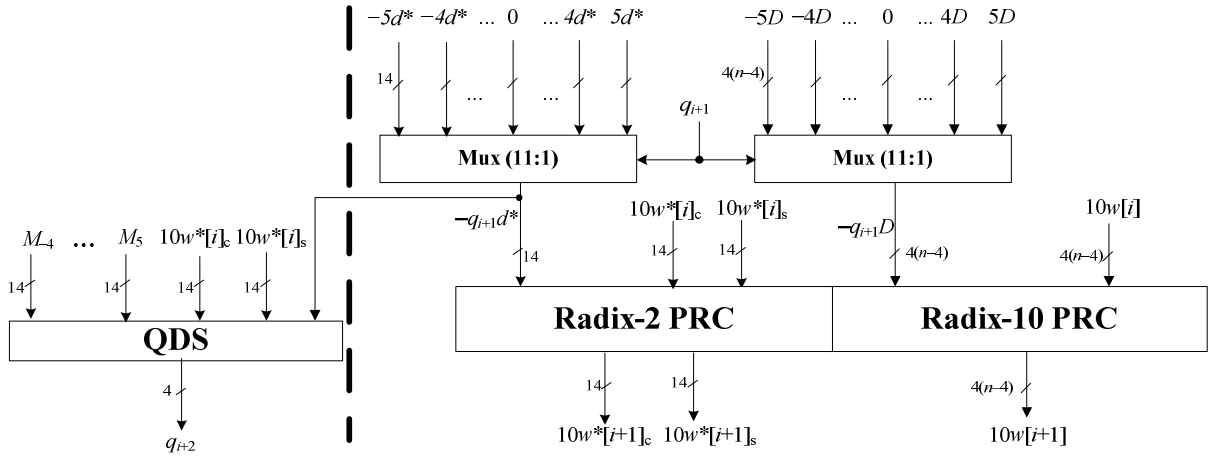 −5d* −4d* ... 0 ... 4d* 5d* −5D −4D ... 0 ... 4D 5D
14 4(n−4)
... ... ... ...
q_{i+1}
Mux (11:1) Mux (11:1)
−q_{i+1}d* 10w*[i]_c 10w*[i]_s −q_{i+1}D 10w[i]
M_{−4} ... M_5 10w*[i]_c 10w*[i]_s
14 14 14 4(n−4) 4(n−4)
14 14 14 14
Radix-2 PRC Radix-10 PRC
QDS
4 14 14 4(n−4)
q_{i+2} 10w*[i+1]_c 10w*[i+1]_s 10w[i+1]